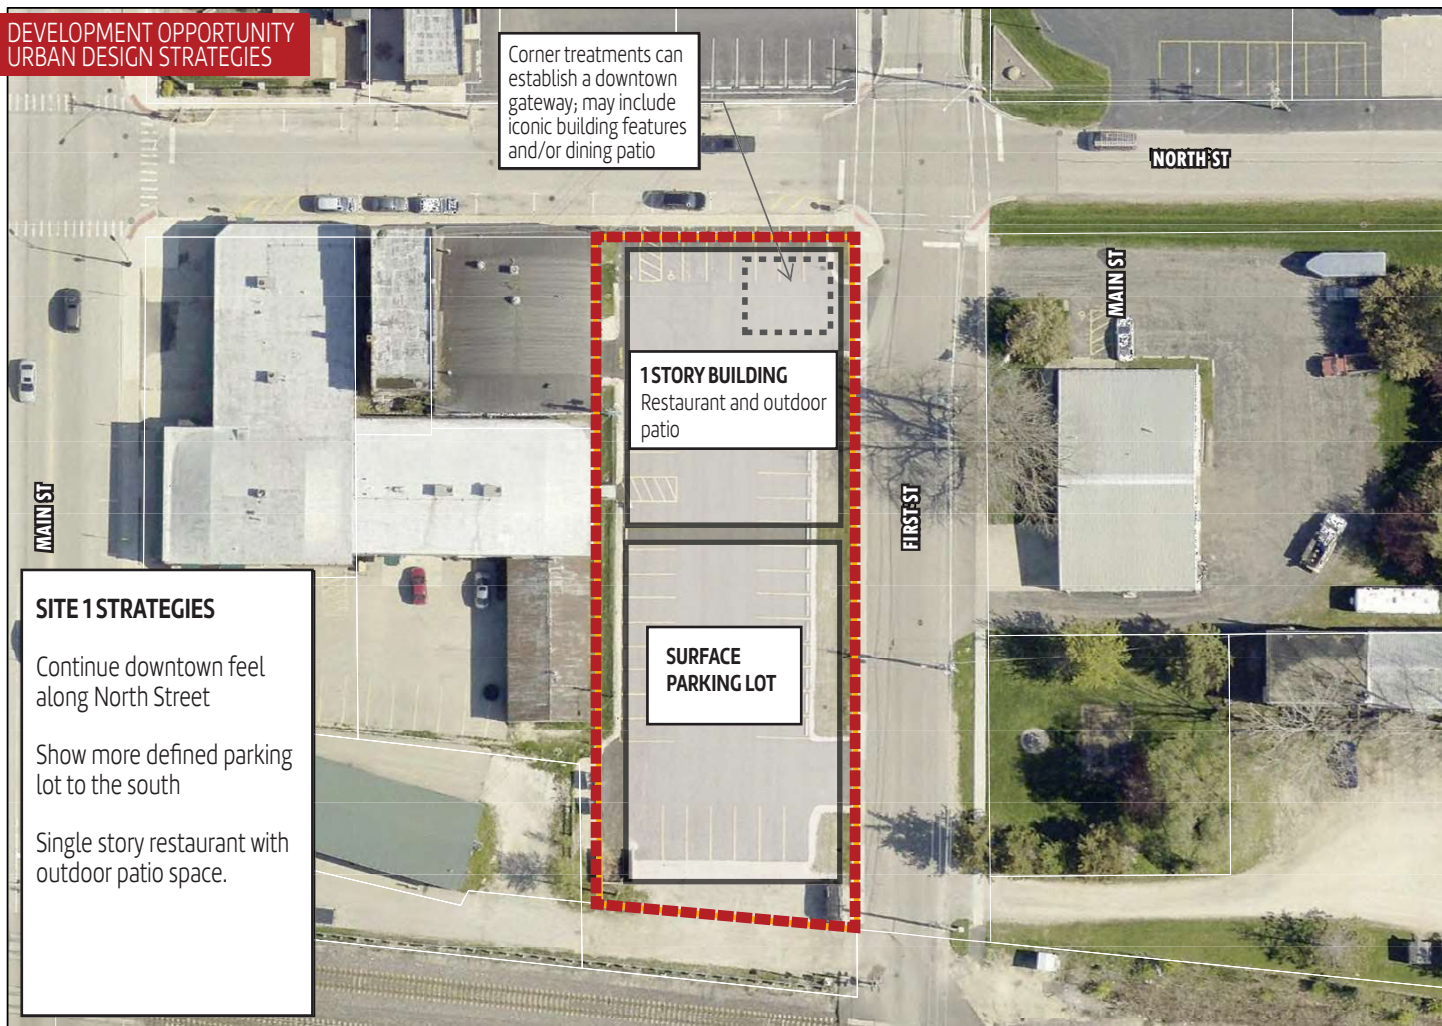 DEVELOPMENT OPPORTUNITY
URBAN DESIGN STRATEGIES
Corner treatments can
establish a downtown
gateway; may include
iconic building features
and/or dining patio
NORTH ST
MAIN ST
1 STORY BUILDING
Restaurant and outdoor
patio
MAIN ST
FIRST ST
SITE 1 STRATEGIES
Continue downtown feel
along North Street
Show more defined parking
lot to the south
Single story restaurant with
outdoor patio space.
SURFACE
PARKING LOT